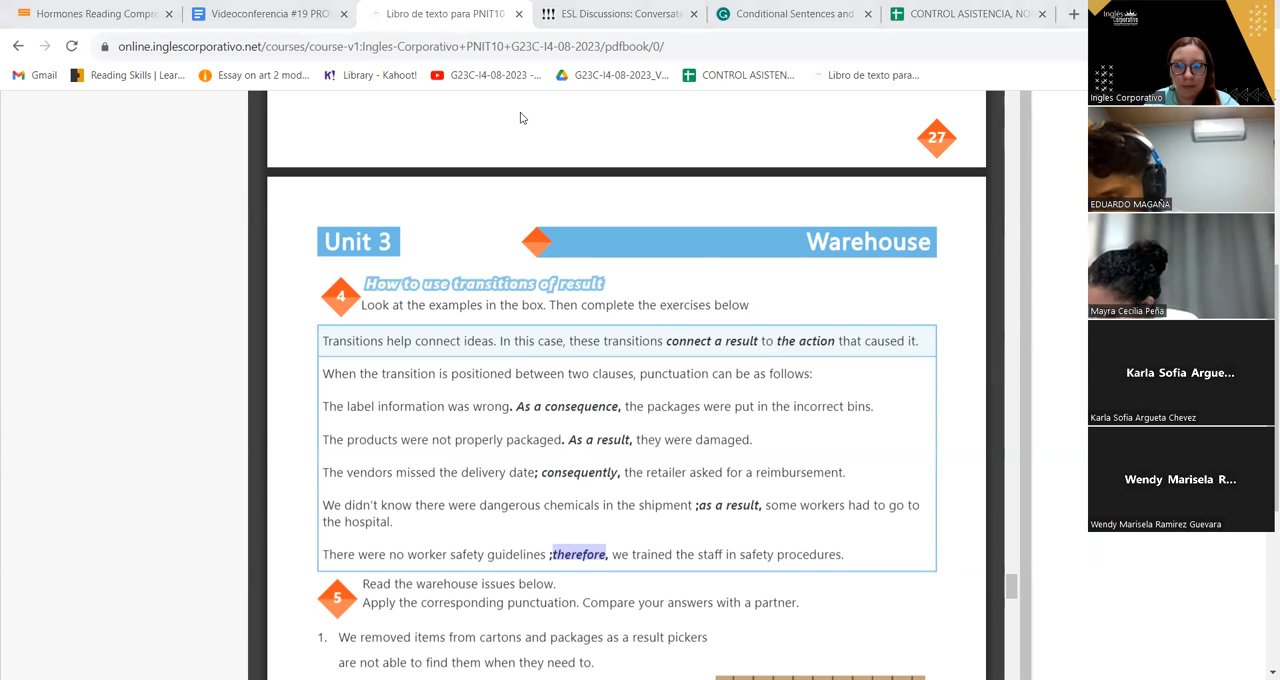 Hormones Reading Compre
Videoconferencia #19 PRO
Libro de texto para PNIT10
ESL Discussions: Conversati
Conditional Sentences and
CONTROL ASISTENCIA, NO
online.inglescorporativo.net/courses/course-v1:Ingles-Corporativo+PNIT10+G23C-I4-08-2023/pdfbook/0/
Gmail
Reading Skills | Lear...
Essay on art 2 mod...
Library - Kahoot!
G23C-I4-08-2023 -...
G23C-I4-08-2023_V...
CONTROL ASISTEN...
Libro de texto para...
27
Unit 3
Warehouse
4
How to use transitions of result
Look at the examples in the box. Then complete the exercises below
Transitions help connect ideas. In this case, these transitions connect a result to the action that caused it.
When the transition is positioned between two clauses, punctuation can be as follows:
The label information was wrong. As a consequence, the packages were put in the incorrect bins.
The products were not properly packaged. As a result, they were damaged.
The vendors missed the delivery date; consequently, the retailer asked for a reimbursement.
We didn't know there were dangerous chemicals in the shipment ;as a result, some workers had to go to
the hospital.
There were no worker safety guidelines ;therefore, we trained the staff in safety procedures.
5
Read the warehouse issues below.
Apply the corresponding punctuation. Compare your answers with a partner.
1. We removed items from cartons and packages as a result pickers
are not able to find them when they need to.
Inglés
Corporativo
Ingles Corporativo
EDUARDO MAGAÑA
Mayra Cecilia Peña
Karla Sofia Argue...
Karla Sofia Argueta Chevez
Wendy Marisela R...
Wendy Marisela Ramirez Guevara